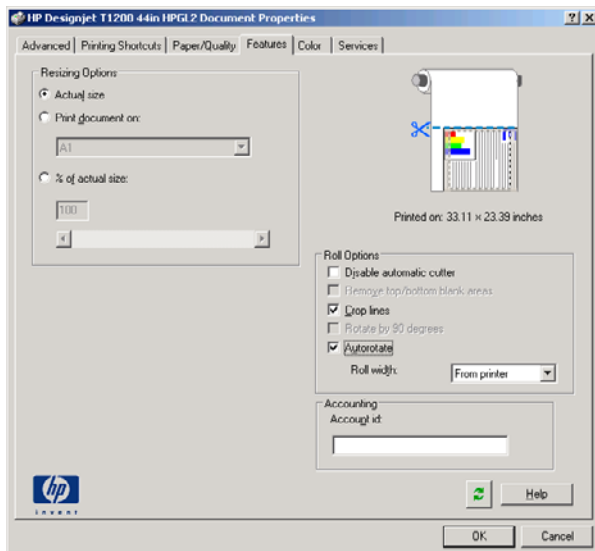 HP Designjet T1200 44in HPGL2 Document Properties
Advanced
Printing Shortcuts
Paper/Quality
Features
Color
Services
Resizing Options
Actual size
Print document on:
A1
% of actual size:
100
Printed on: 33.11 × 23.39 inches
Roll Options
Disable automatic cutter
Remove top/bottom blank areas
Crop lines
Rotate by 90 degrees
Autorotate
Roll width: From printer
Accounting
Account id:
hp
invent
Help
OK
Cancel